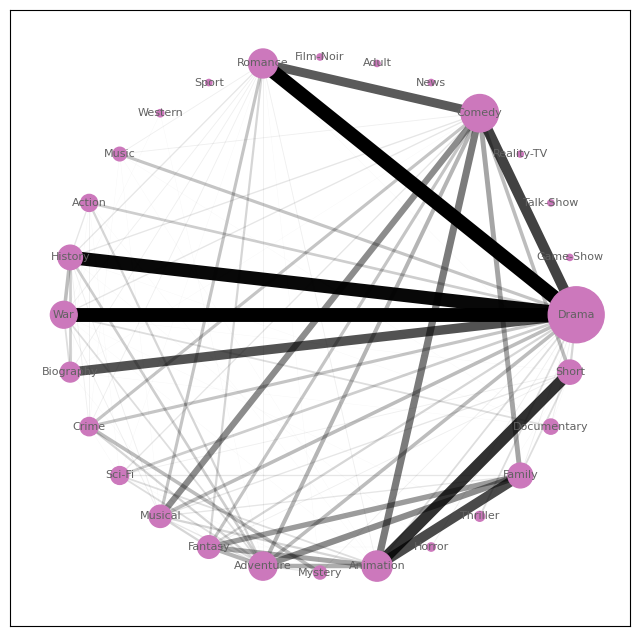 Film-Noir
Romance
Adult
Sport
News
Western
Comedy
Music
Reality-TV
Action
Talk-Show
History
Game-Show
War
Drama
Biography
Short
Crime
Documentary
Sci-Fi
Family
Musical
Thriller
Fantasy
Horror
Adventure
Mystery
Animation